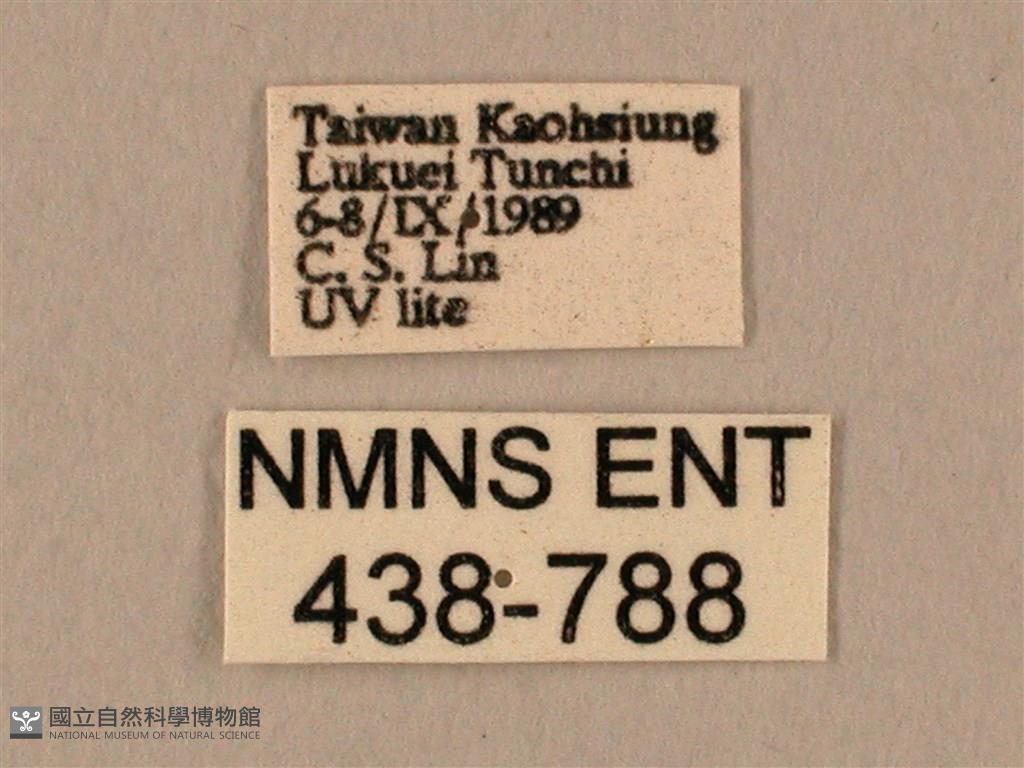 Taiwan Kaohsiung
Lukuei Tunchi
6-8/IX/1989
C. S. Lin
UV lite
NMNS ENT
438-788
國立自然科學博物館
NATIONAL MUSEUM OF NATURAL SCIENCE